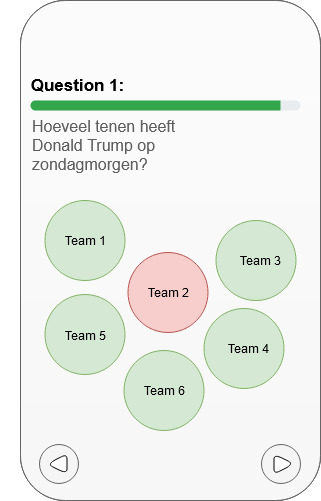 Question 1:
Hoeveel tenen heeft
Donald Trump op
zondagmorgen?
Team 1
Team 2
Team 3
Team 5
Team 4
Team 6